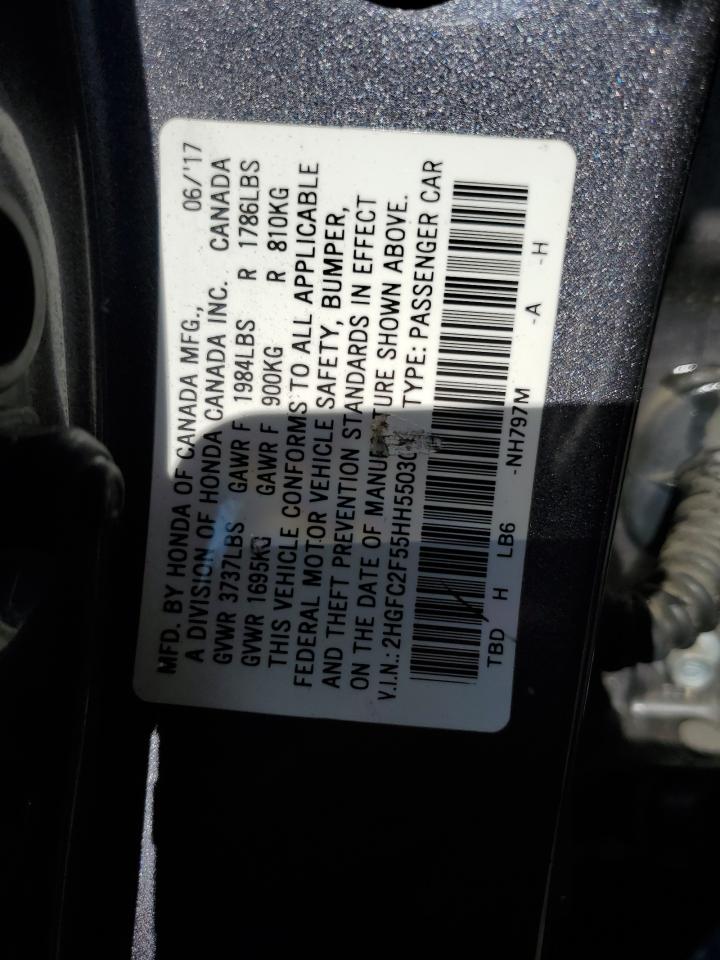 MFD. BY HONDA OF CANADA MFG., 06/'17
A DIVISION OF HONDA CANADA INC. CANADA
GVWR 3737LBS GAWR F 1984LBS R 1786LBS
GVWR 1695KG GAWR F 900KG R 810KG
THIS VEHICLE CONFORMS TO ALL APPLICABLE
FEDERAL MOTOR VEHICLE SAFETY, BUMPER,
AND THEFT PREVENTION STANDARDS IN EFFECT
ON THE DATE OF SHOWN ABOVE.
V.I.N.: TYPE: PASSENGER CAR
TBD H LB6 -NH797M -A -H